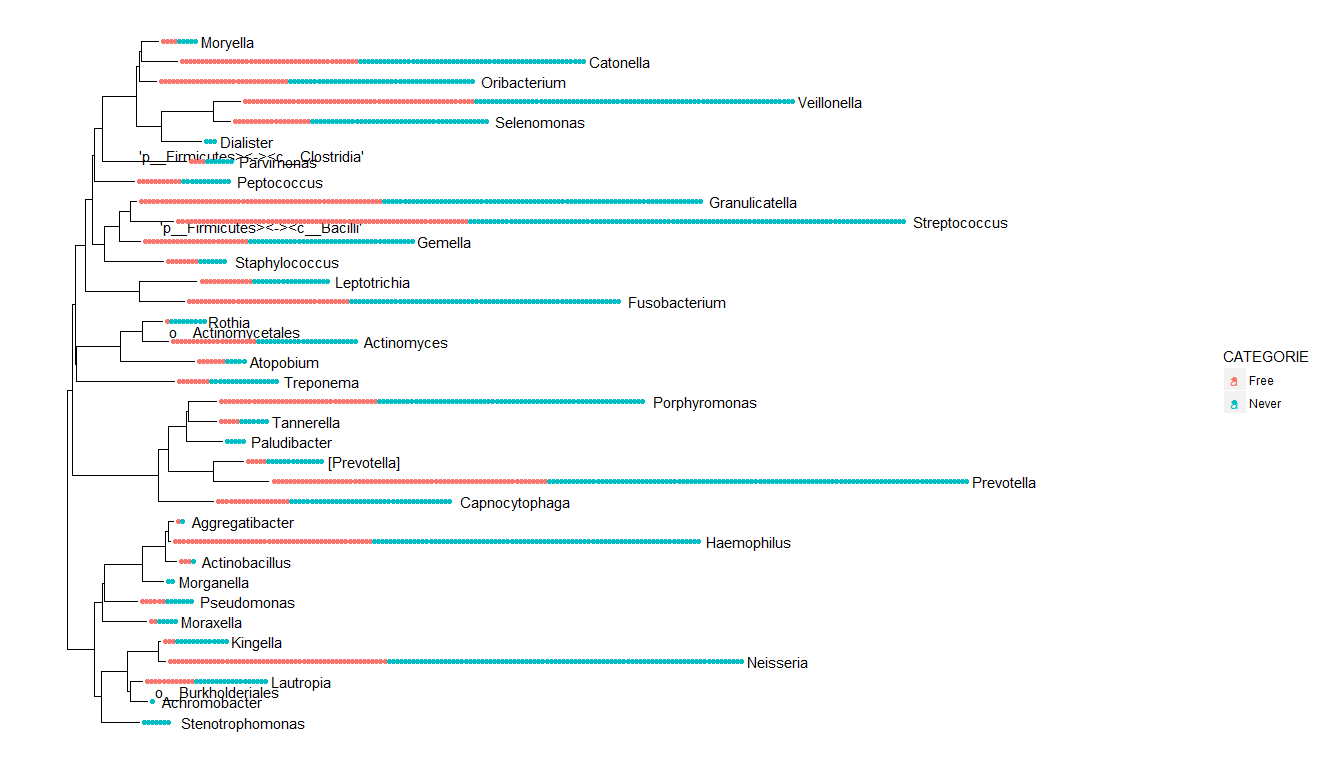 Moryella
Catonella
Oribacterium
Veillonella
Selenomonas
Dialister
'p__Firmicutes><-><c__Clostridia'
Parvimonas
Peptococcus
Granulicatella
Streptococcus
'p__Firmicutes><-><c__Bacilli'
Gemella
Staphylococcus
Leptotrichia
Fusobacterium
Rothia
o__Actinomycetales
Actinomyces
Atopobium
Treponema
CATEGORIE
a Free
a Never
Porphyromonas
Tannerella
Paludibacter
[Prevotella]
Prevotella
Capnocytophaga
Aggregatibacter
Haemophilus
Actinobacillus
Morganella
Pseudomonas
Moraxella
Kingella
Neisseria
Lautropia
o__Burkholderiales
Achromobacter
Stenotrophomonas